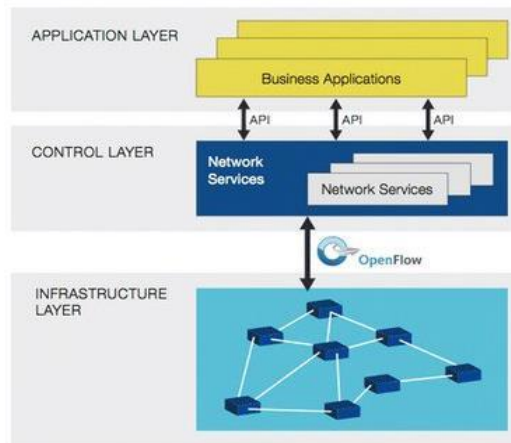 APPLICATION LAYER
Business Applications
API
API
API
CONTROL LAYER
Network
Services
Network Services
OpenFlow
INFRASTRUCTURE
LAYER